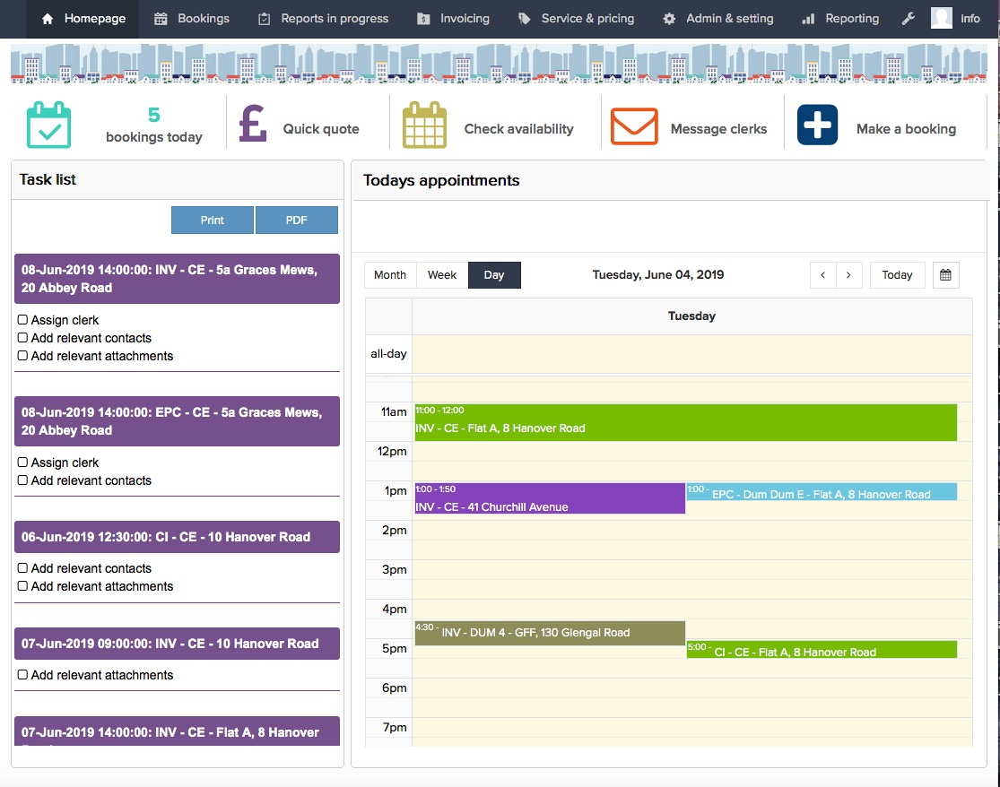 Homepage
Bookings
Reports in progress
Invoicing
Service & pricing
Admin & setting
Reporting
Info
5
bookings today
Quick quote
Check availability
Message clerks
Make a booking
Task list
Print
PDF
08-Jun-2019 14:00:00: INV - CE - 5a Graces Mews,
20 Abbey Road
Assign clerk
Add relevant contacts
Add relevant attachments
08-Jun-2019 14:00:00: EPC - CE - 5a Graces Mews,
20 Abbey Road
Assign clerk
Add relevant contacts
06-Jun-2019 12:30:00: CI - CE - 10 Hanover Road
Add relevant contacts
Add relevant attachments
07-Jun-2019 09:00:00: INV - CE - 10 Hanover Road
Add relevant attachments
07-Jun-2019 14:00:00: INV - CE - Flat A, 8 Hanover
Todays appointments
Month
Week
Day
Tuesday, June 04, 2019
Today
Tuesday
all-day
11am
11:00 - 12:00
INV - CE - Flat A, 8 Hanover Road
12pm
1pm
1:00 - 1:50
INV - CE - 41 Churchill Avenue
1:00 - EPC - Dum Dum E - Flat A, 8 Hanover Road
2pm
3pm
4pm
4:30 - INV - DUM 4 - GFF, 130 Glengal Road
5pm
5:00 - CI - CE - Flat A, 8 Hanover Road
6pm
7pm